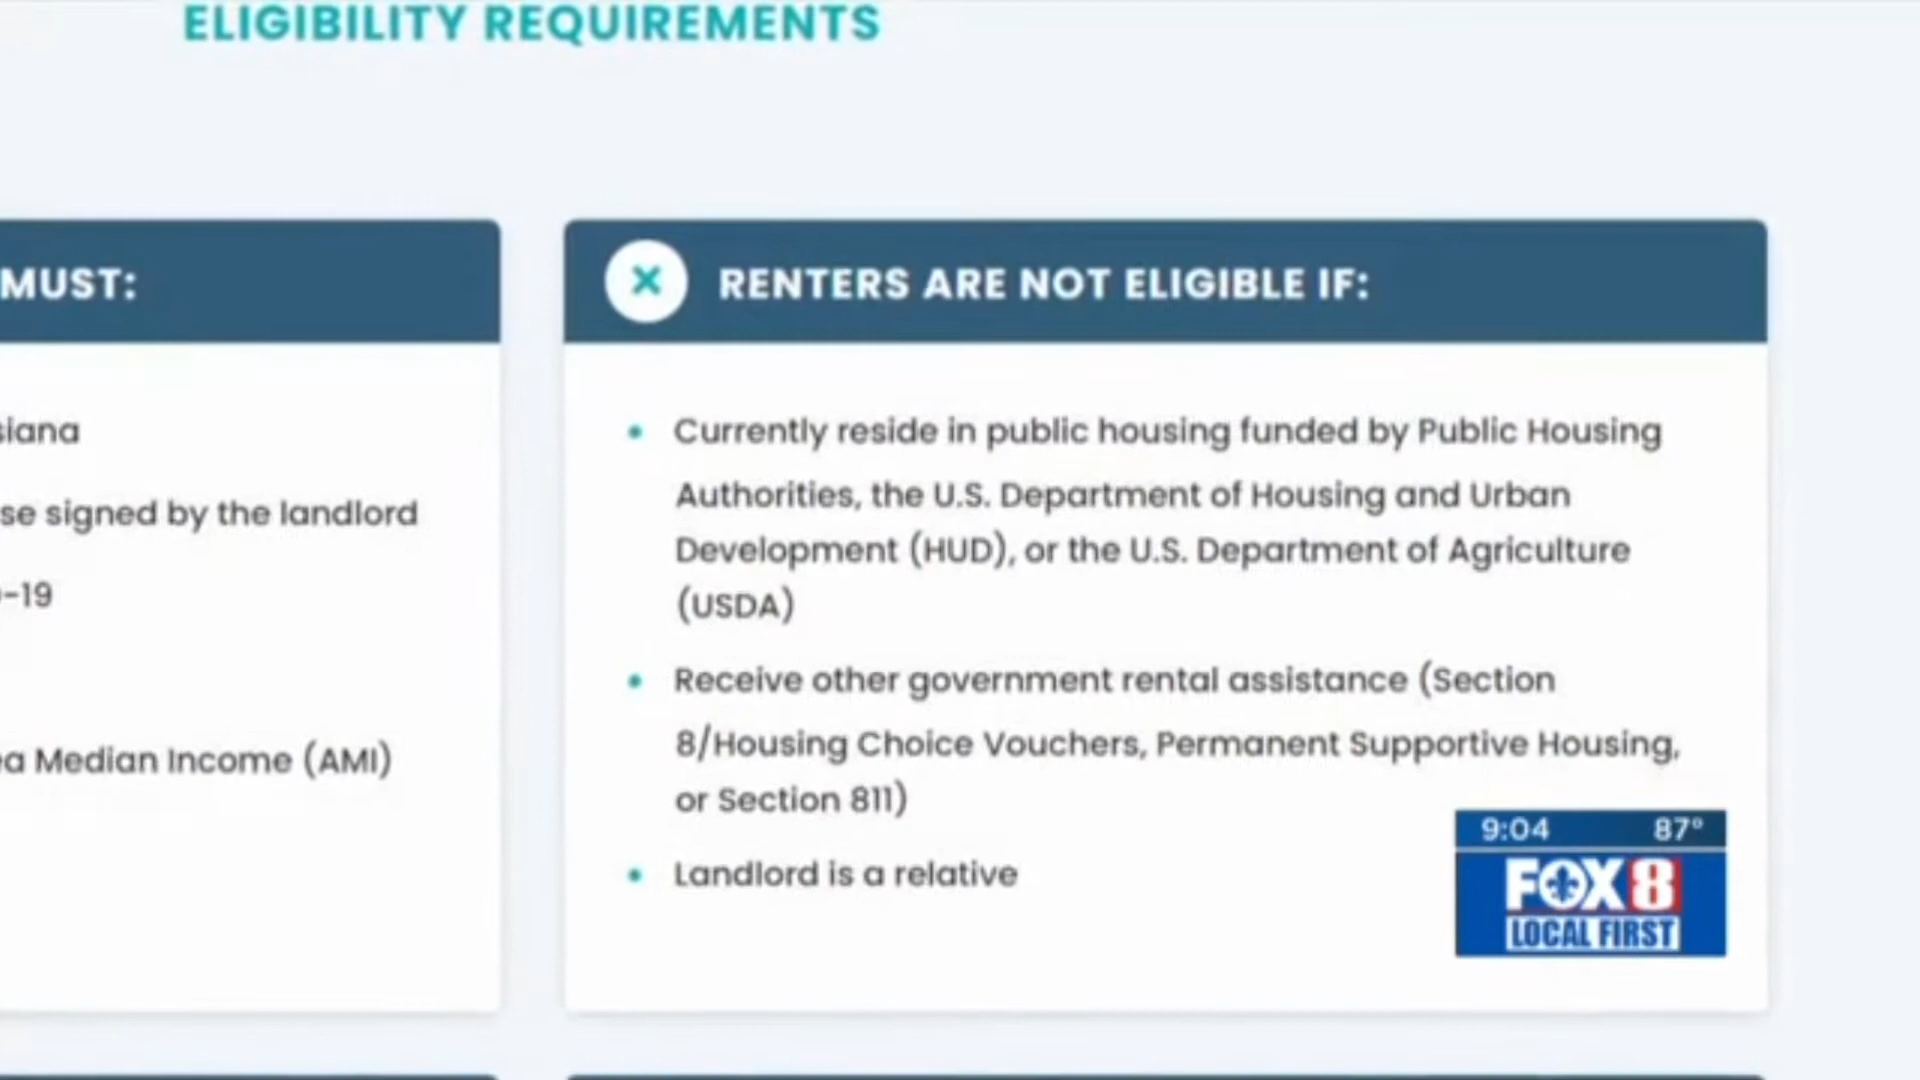 ELIGIBILITY REQUIREMENTS
MUST:
siana
se signed by the landlord
-19
a Median Income (AMI)
RENTERS ARE NOT ELIGIBLE IF:
• Currently reside in public housing funded by Public Housing
Authorities, the U.S. Department of Housing and Urban
Development (HUD), or the U.S. Department of Agriculture
(USDA)
• Receive other government rental assistance (Section
8/Housing Choice Vouchers, Permanent Supportive Housing,
or Section 811)
• Landlord is a relative
9:04 87°
FOX 8
LOCAL FIRST